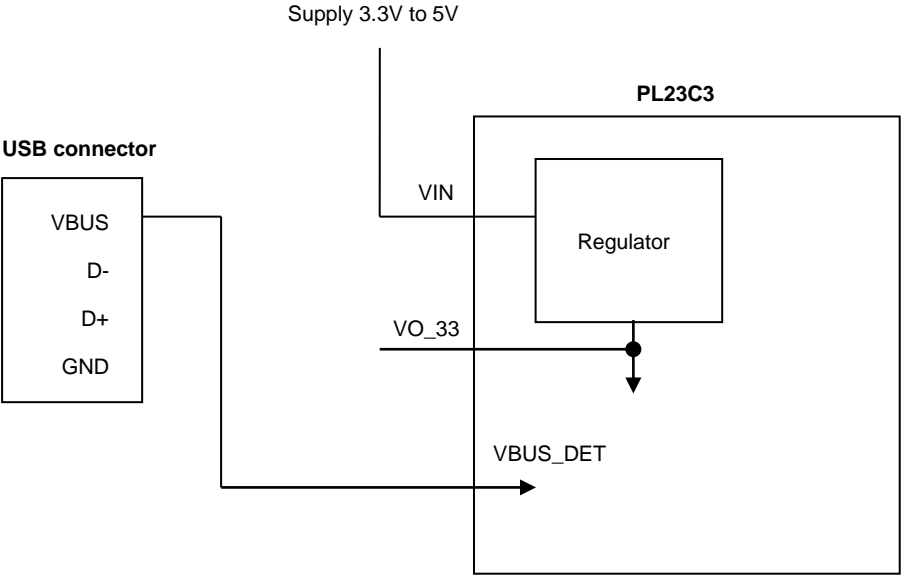 Supply 3.3V to 5V
PL23C3
USB connector
VIN
VBUS
Regulator
D-
D+
VO_33
GND
VBUS_DET